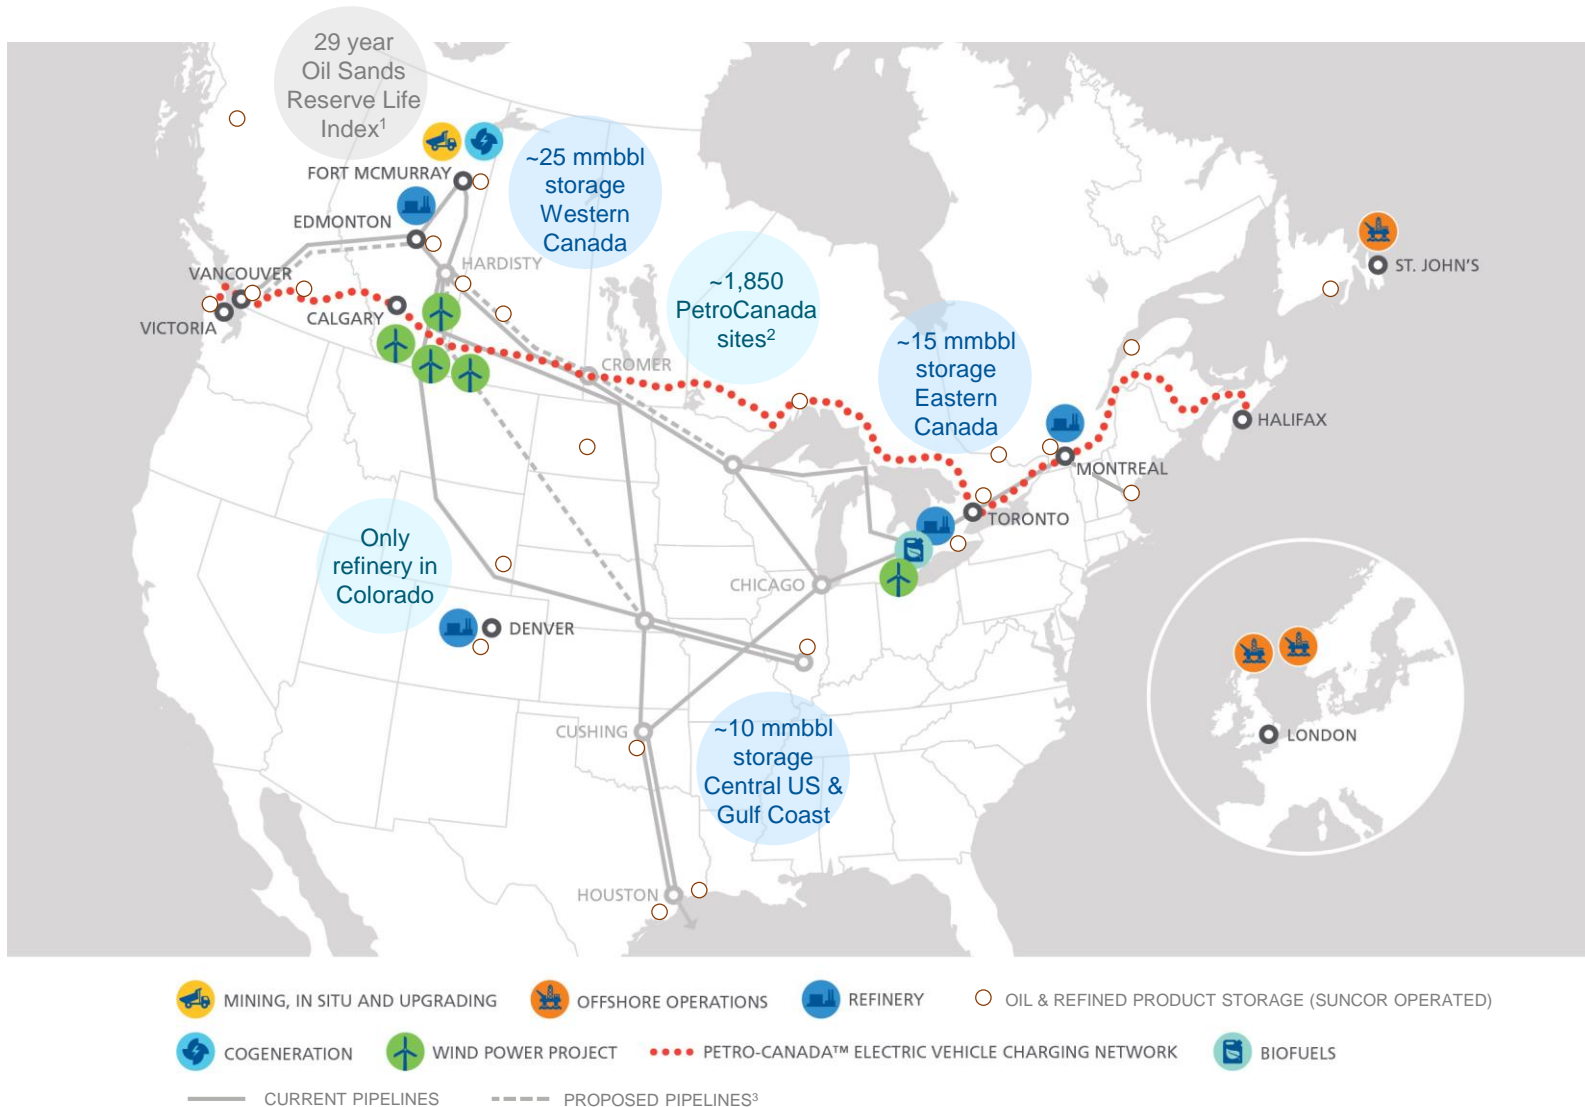 29 year
Oil Sands
Reserve Life
Index¹
FORT MCMURRAY
~25 mmbbl
storage
Western
Canada
EDMONTON
HARDISTY
VANCOUVER
VICTORIA
CALGARY
~1,850
PetroCanada
sites²
CROMER
~15 mmbbl
storage
Eastern
Canada
ST. JOHN'S
HALIFAX
MONTREAL
TORONTO
Only
refinery in
Colorado
CHICAGO
DENVER
CUSHING
~10 mmbbl
storage
Central US &
Gulf Coast
LONDON
HOUSTON
MINING, IN SITU AND UPGRADING
OFFSHORE OPERATIONS
REFINERY
OIL & REFINED PRODUCT STORAGE (SUNCOR OPERATED)
COGENERATION
WIND POWER PROJECT
PETRO-CANADA™ ELECTRIC VEHICLE CHARGING NETWORK
BIOFUELS
CURRENT PIPELINES
PROPOSED PIPELINES³